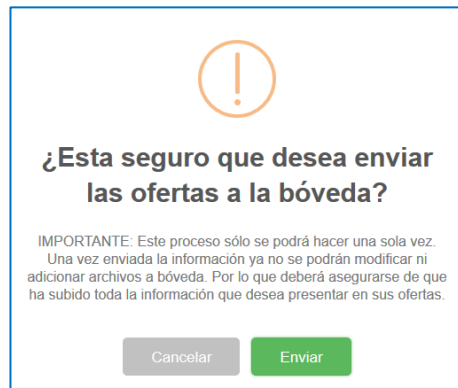 ¿Esta seguro que desea enviar
las ofertas a la bóveda?
IMPORTANTE: Este proceso sólo se podrá hacer una sola vez.
Una vez enviada la información ya no se podrán modificar ni
adicionar archivos a bóveda. Por lo que deberá asegurarse de que
ha subido toda la información que desea presentar en sus ofertas.
Cancelar
Enviar